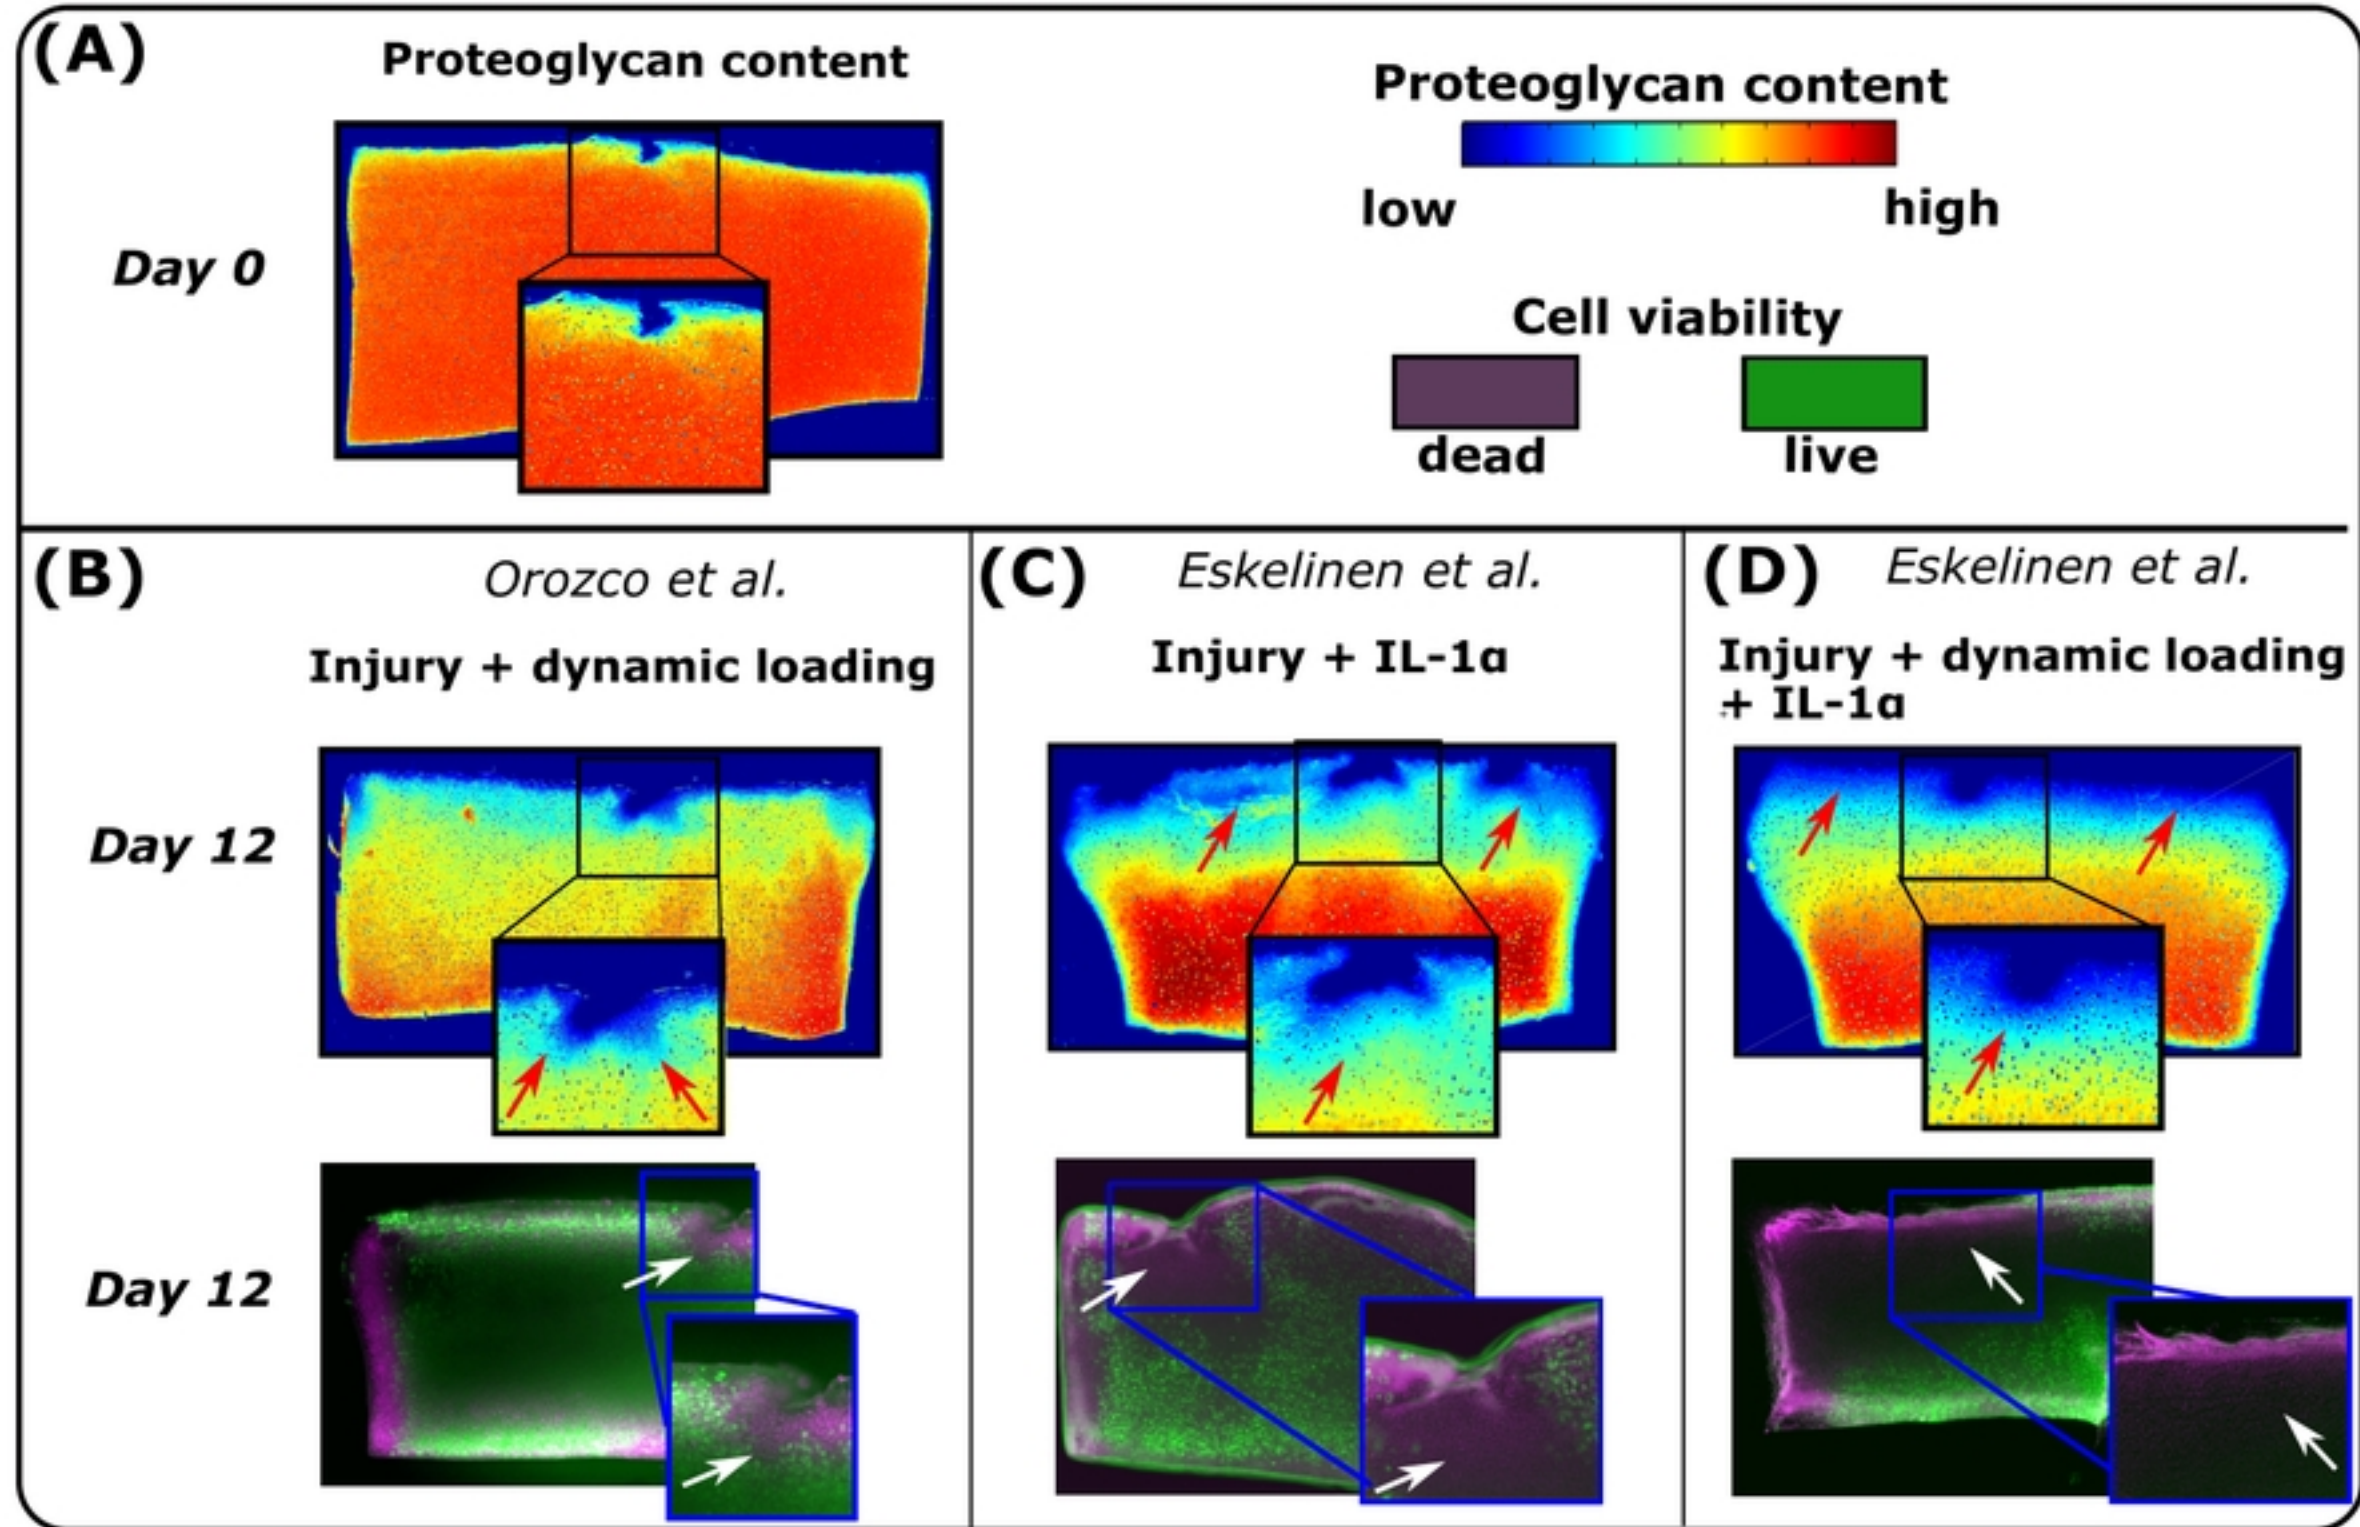 (A)
Proteoglycan content
Day 0
Proteoglycan content
low high
Cell viability
dead live
(B)
Orozco et al.
Injury + dynamic loading
Day 12
Day 12
(C)
Eskelinen et al.
Injury + IL-1α
(D)
Eskelinen et al.
Injury + dynamic loading
+ IL-1α